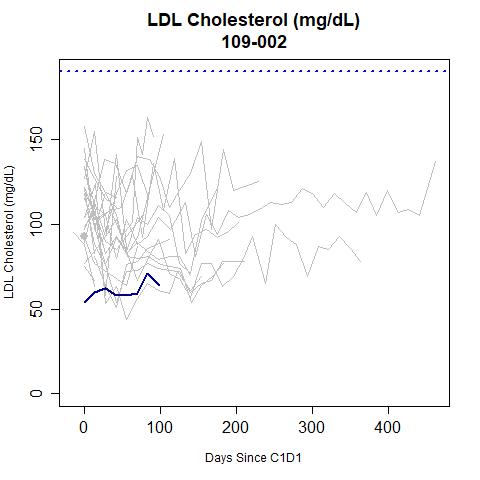 LDL Cholesterol (mg/dL)
109-002
LDL Cholesterol (mg/dL)
150
100
50
0
0 100 200 300 400
Days Since C1D1